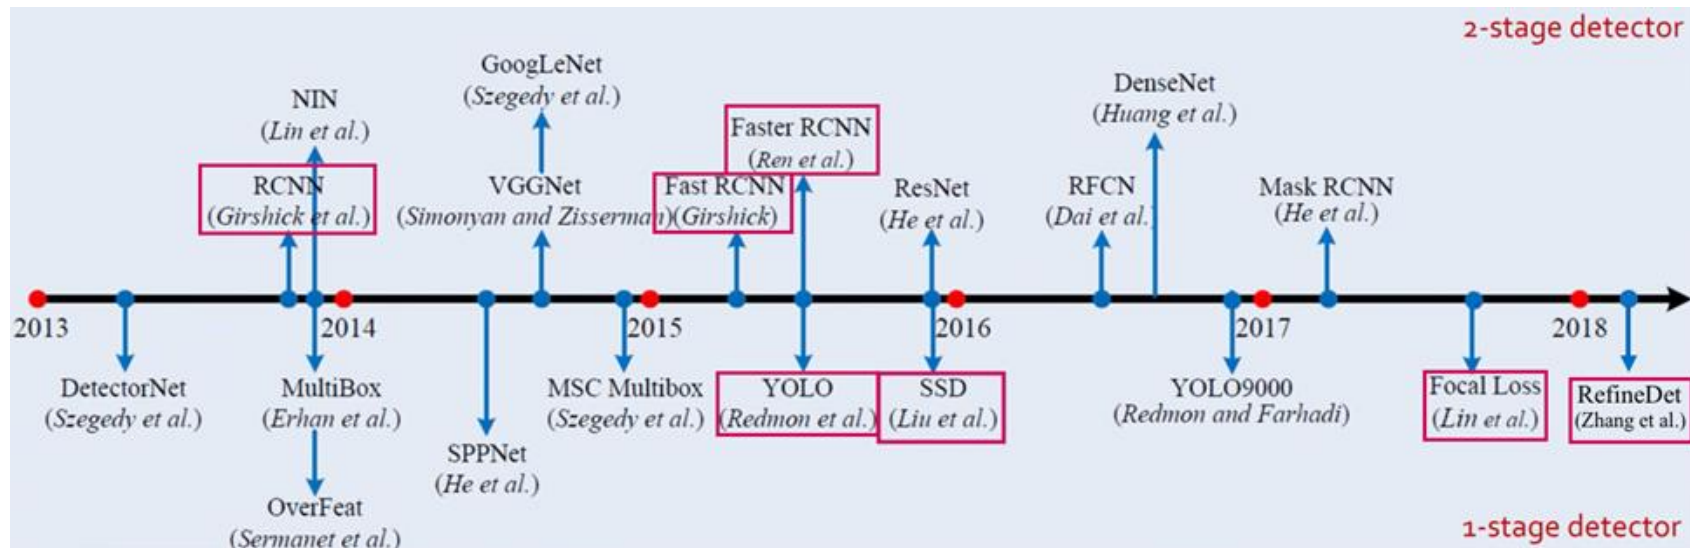 2-stage detector
GoogLeNet
(Szegedy et al.)
NIN
(Lin et al.)
DenseNet
(Huang et al.)
Faster RCNN
(Ren et al.)
RCNN
(Girshick et al.)
VGGNet
(Simonyan and Zisserman)
Fast RCNN
(Girshick)
ResNet
(He et al.)
RFCN
(Dai et al.
Mask RCNN
(He et al.)
2013
2014
2015
2016
2017
2018
DetectorNet
(Szegedy et al.)
MultiBox
(Erhan et al.)
MSC Multibox
(Szegedy et al.)
YOLO
(Redmon et al.)
SSD
(Liu et al.)
YOLO9000
(Redmon and Farhadi)
Focal Loss
(Lin et al.)
RefineDet
(Zhang et al.)
SPPNet
(He et al.)
OverFeat
(Sermanet et al.)
1-stage detector